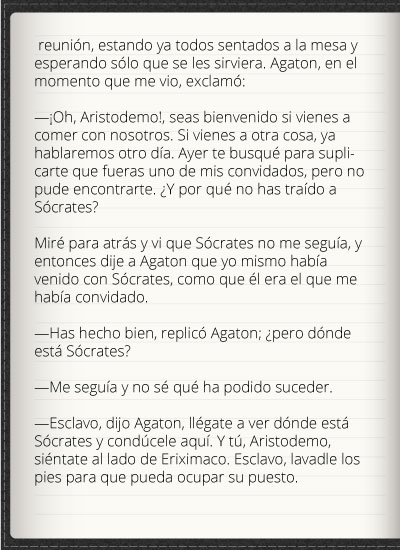 reunión, estando ya todos sentados a la mesa y
esperando sólo que se les sirviera. Agaton, en el
momento que me vio, exclamó:
—¡Oh, Aristodemo!, seas bienvenido si vienes a
comer con nosotros. Si vienes a otra cosa, ya
hablaremos otro día. Ayer te busqué para supli-
carte que fueras uno de mis convidados, pero no
pude encontrarte. ¿Y por qué no has traído a
Sócrates?
Miré para atrás y vi que Sócrates no me seguía, y
entonces dije a Agaton que yo mismo había
venido con Sócrates, como que él era el que me
había convidado.
—Has hecho bien, replicó Agaton; ¿pero dónde
está Sócrates?
—Me seguía y no sé qué ha podido suceder.
—Esclavo, dijo Agaton, llégate a ver dónde está
Sócrates y condúcele aquí. Y tú, Aristodemo,
siéntate al lado de Eriximaco. Esclavo, lavadle los
pies para que pueda ocupar su puesto.